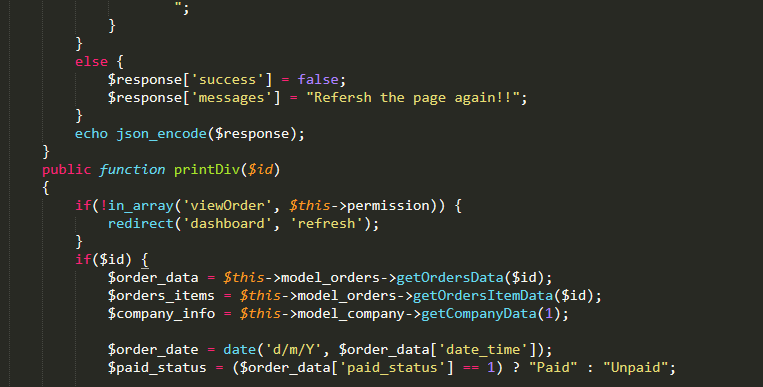 ";
}
}
else {
$response['success'] = false;
$response['messages'] = "Refersh the page again!!";
}
echo json_encode($response);
}
public function printDiv($id)
{
if(!in_array('viewOrder', $this->permission)) {
redirect('dashboard', 'refresh');
}
if($id) {
$order_data = $this->model_orders->getOrdersData($id);
$orders_items = $this->model_orders->getOrdersItemData($id);
$company_info = $this->model_company->getCompanyData(1);
$order_date = date('d/m/Y', $order_data['date_time']);
$paid_status = ($order_data['paid_status'] == 1) ? "Paid" : "Unpaid";